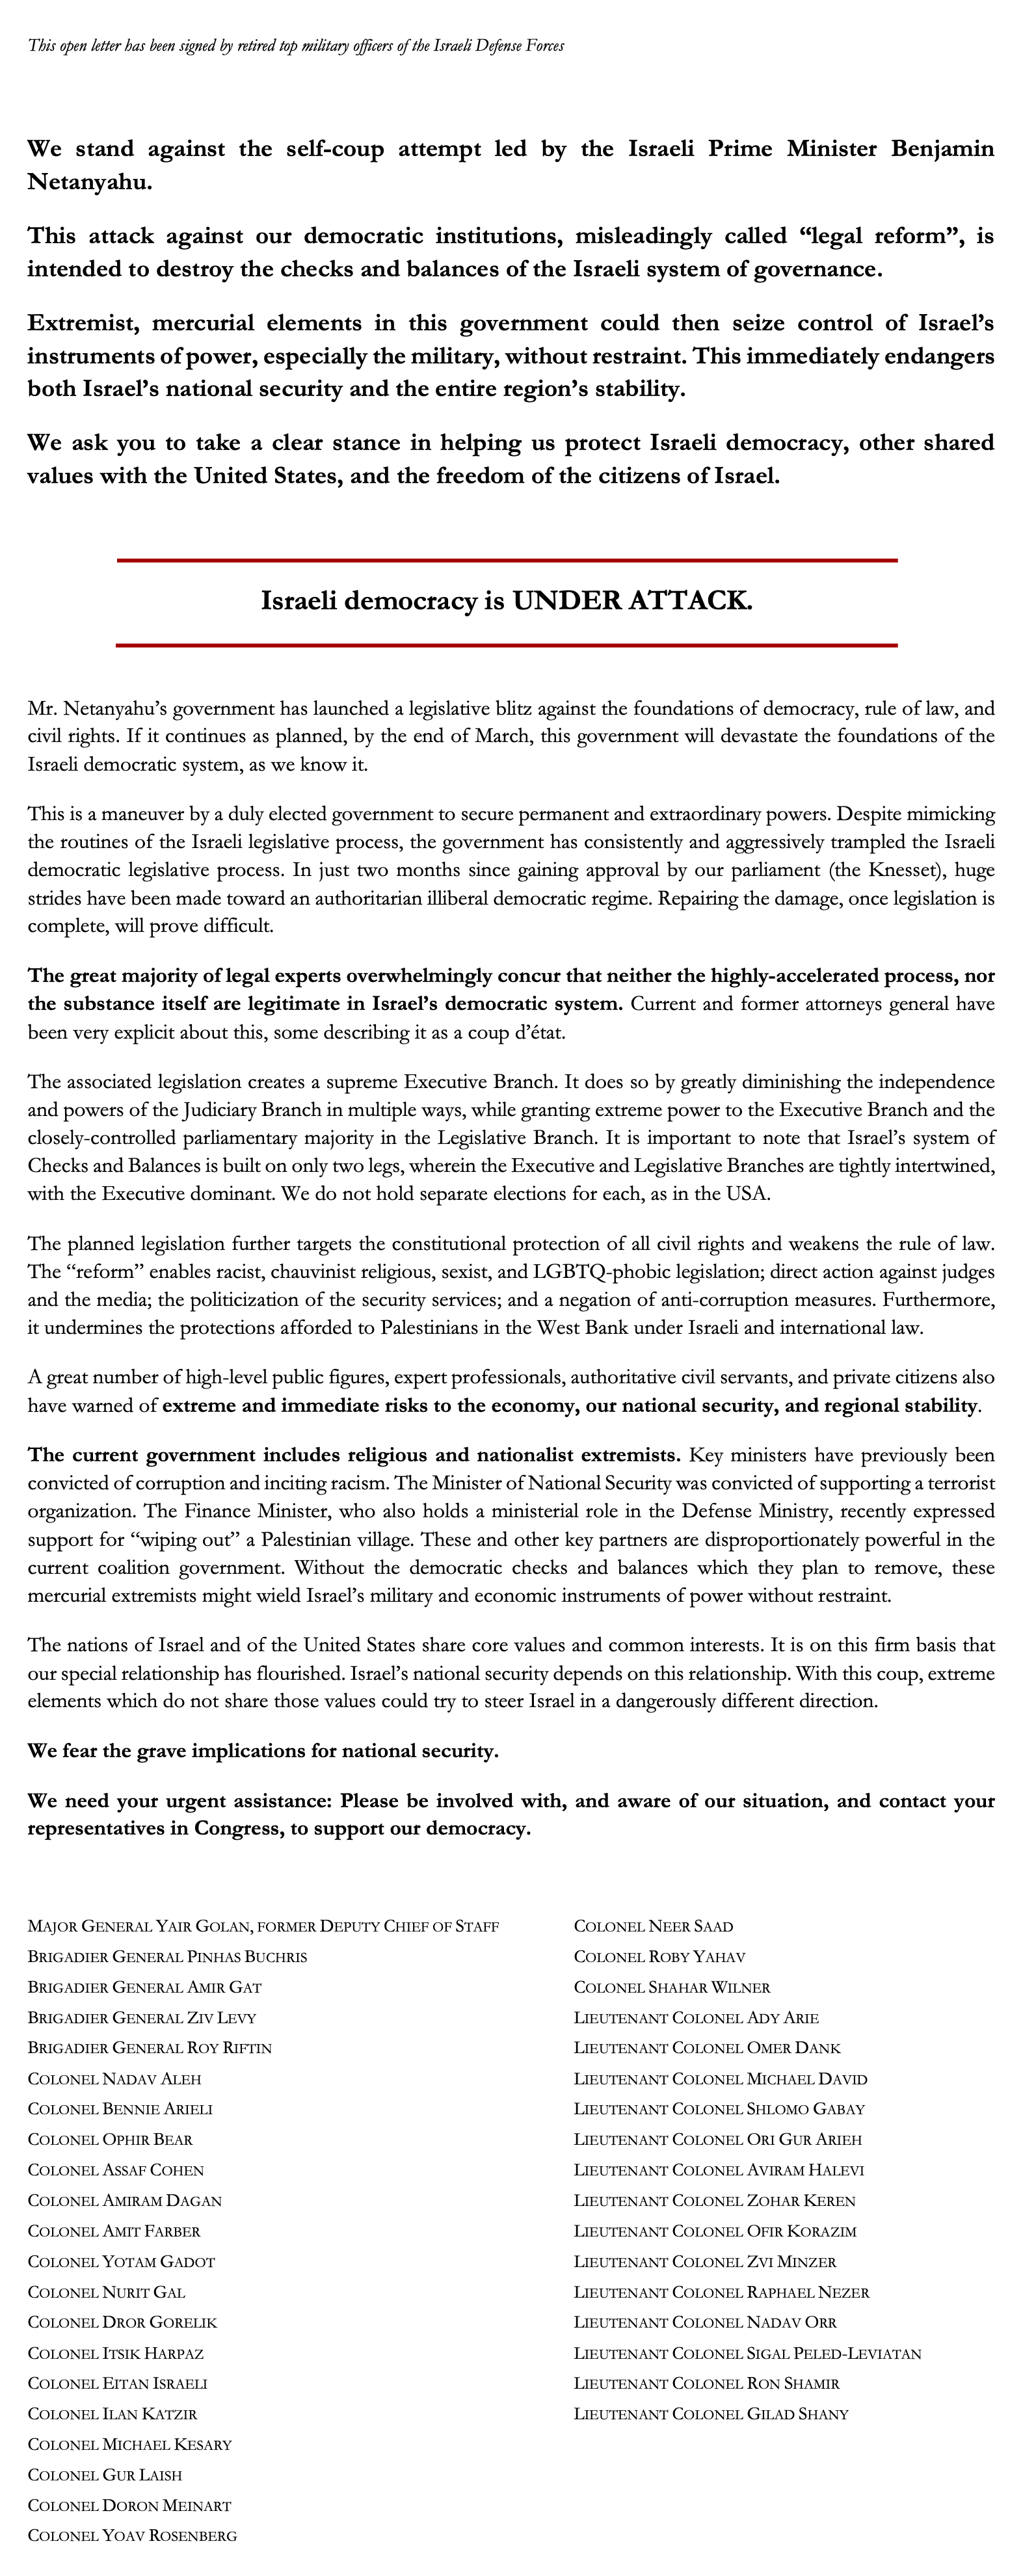 This open letter has been signed by retired top military officers of the Israeli Defense Forces
We stand against the self-coup attempt led by the Israeli Prime Minister Benjamin
Netanyahu.
This attack against our democratic institutions, misleadingly called “legal reform”, is
intended to destroy the checks and balances of the Israeli system of governance.
Extremist, mercurial elements in this government could then seize control of Israel’s
instruments of power, especially the military, without restraint. This immediately endangers
both Israel’s national security and the entire region’s stability.
We ask you to take a clear stance in helping us protect Israeli democracy, other shared
values with the United States, and the freedom of the citizens of Israel.
Israeli democracy is UNDER ATTACK.
Mr. Netanyahu’s government has launched a legislative blitz against the foundations of democracy, rule of law, and
civil rights. If it continues as planned, by the end of March, this government will devastate the foundations of the
Israeli democratic system, as we know it.
This is a maneuver by a duly elected government to secure permanent and extraordinary powers. Despite mimicking
the routines of the Israeli legislative process, the government has consistently and aggressively trampled the Israeli
democratic legislative process. In just two months since gaining approval by our parliament (the Knesset), huge
strides have been made toward an authoritarian illiberal democratic regime. Repairing the damage, once legislation is
complete, will prove difficult.
The great majority of legal experts overwhelmingly concur that neither the highly-accelerated process, nor
the substance itself are legitimate in Israel’s democratic system. Current and former attorneys general have
been very explicit about this, some describing it as a coup d’état.
The associated legislation creates a supreme Executive Branch. It does so by greatly diminishing the independence
and powers of the Judiciary Branch in multiple ways, while granting extreme power to the Executive Branch and the
closely-controlled parliamentary majority in the Legislative Branch. It is important to note that Israel’s system of
Checks and Balances is built on only two legs, wherein the Executive and Legislative Branches are tightly intertwined,
with the Executive dominant. We do not hold separate elections for each, as in the USA.
The planned legislation further targets the constitutional protection of all civil rights and weakens the rule of law.
The “reform” enables racist, chauvinist religious, sexist, and LGBTQ-phobic legislation; direct action against judges
and the media; the politicization of the security services; and a negation of anti-corruption measures. Furthermore,
it undermines the protections afforded to Palestinians in the West Bank under Israeli and international law.
A great number of high-level public figures, expert professionals, authoritative civil servants, and private citizens also
have warned of extreme and immediate risks to the economy, our national security, and regional stability.
The current government includes religious and nationalist extremists. Key ministers have previously been
convicted of corruption and inciting racism. The Minister of National Security was convicted of supporting a terrorist
organization. The Finance Minister, who also holds a ministerial role in the Defense Ministry, recently expressed
support for “wiping out” a Palestinian village. These and other key partners are disproportionately powerful in the
current coalition government. Without the democratic checks and balances which they plan to remove, these
mercurial extremists might wield Israel’s military and economic instruments of power without restraint.
The nations of Israel and of the United States share core values and common interests. It is on this firm basis that
our special relationship has flourished. Israel’s national security depends on this relationship. With this coup, extreme
elements which do not share those values could try to steer Israel in a dangerously different direction.
We fear the grave implications for national security.
We need your urgent assistance: Please be involved with, and aware of our situation, and contact your
representatives in Congress, to support our democracy.
MAJOR GENERAL YAIR GOLAN, FORMER DEPUTY CHIEF OF STAFF
BRIGADIER GENERAL PINHAS BUCHRIS
BRIGADIER GENERAL AMIR GAT
BRIGADIER GENERAL ZIV LEVY
BRIGADIER GENERAL ROY RIFTIN
COLONEL NADAV ALEH
COLONEL BENNIE ARIELI
COLONEL OPHIR BEAR
COLONEL ASSAF COHEN
COLONEL AMIRAM DAGAN
COLONEL AMIT FARBER
COLONEL YOTAM GADOT
COLONEL NURIT GAL
COLONEL DROR GORELIK
COLONEL ITSIK HARPAZ
COLONEL EITAN ISRAELI
COLONEL ILAN KATZIR
COLONEL MICHAEL KESARY
COLONEL GUR LAISH
COLONEL DORON MEINART
COLONEL YOAV ROSENBERG
COLONEL NEER SAAD
COLONEL ROBY YAHAV
COLONEL SHAHAR WILNER
LIEUTENANT COLONEL ADY ARIE
LIEUTENANT COLONEL OMER DANK
LIEUTENANT COLONEL MICHAEL DAVID
LIEUTENANT COLONEL SHLOMO GABAY
LIEUTENANT COLONEL ORI GUR ARIEH
LIEUTENANT COLONEL AVIRAM HALEVI
LIEUTENANT COLONEL ZOHAR KEREN
LIEUTENANT COLONEL OFIR KORAZIM
LIEUTENANT COLONEL ZVI MINZER
LIEUTENANT COLONEL RAPHAEL NEZER
LIEUTENANT COLONEL NADAV ORR
LIEUTENANT COLONEL SIGAL PELED-LEVIATAN
LIEUTENANT COLONEL RON SHAMIR
LIEUTENANT COLONEL GILAD SHANY